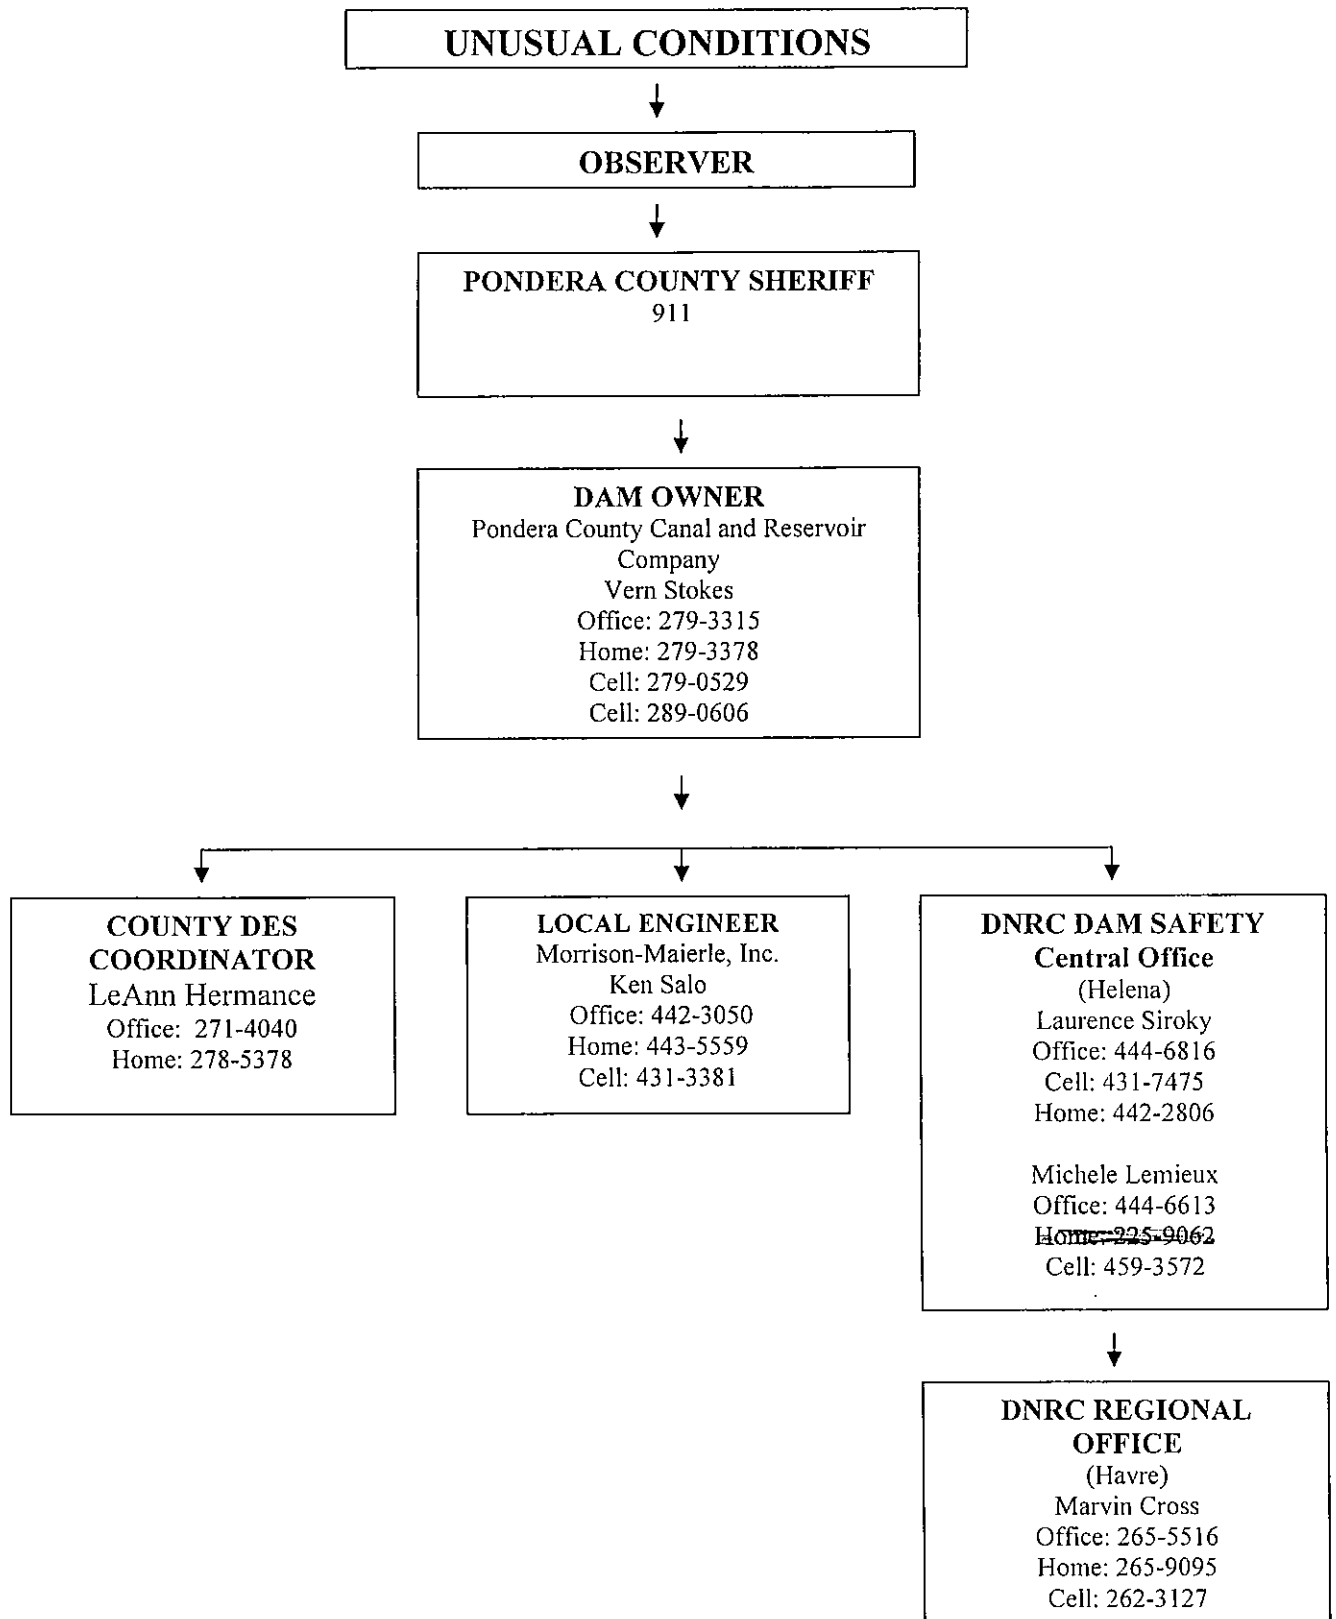 UNUSUAL CONDITIONS
OBSERVER
PONDERA COUNTY SHERIFF
911
DAM OWNER
Pondera County Canal and Reservoir
Company
Vern Stokes
Office: 279-3315
Home: 279-3378
Cell: 279-0529
Cell: 289-0606
COUNTY DES
COORDINATOR
LeAnn Hermance
Office: 271-4040
Home: 278-5378
LOCAL ENGINEER
Morrison-Maierle, Inc.
Ken Salo
Office: 442-3050
Home: 443-5559
Cell: 431-3381
DNRC DAM SAFETY
Central Office
(Helena)
Laurence Siroky
Office: 444-6816
Cell: 431-7475
Home: 442-2806
Michele Lemieux
Office: 444-6613
Home: 225-9062
Cell: 459-3572
DNRC REGIONAL
OFFICE
(Havre)
Marvin Cross
Office: 265-5516
Home: 265-9095
Cell: 262-3127